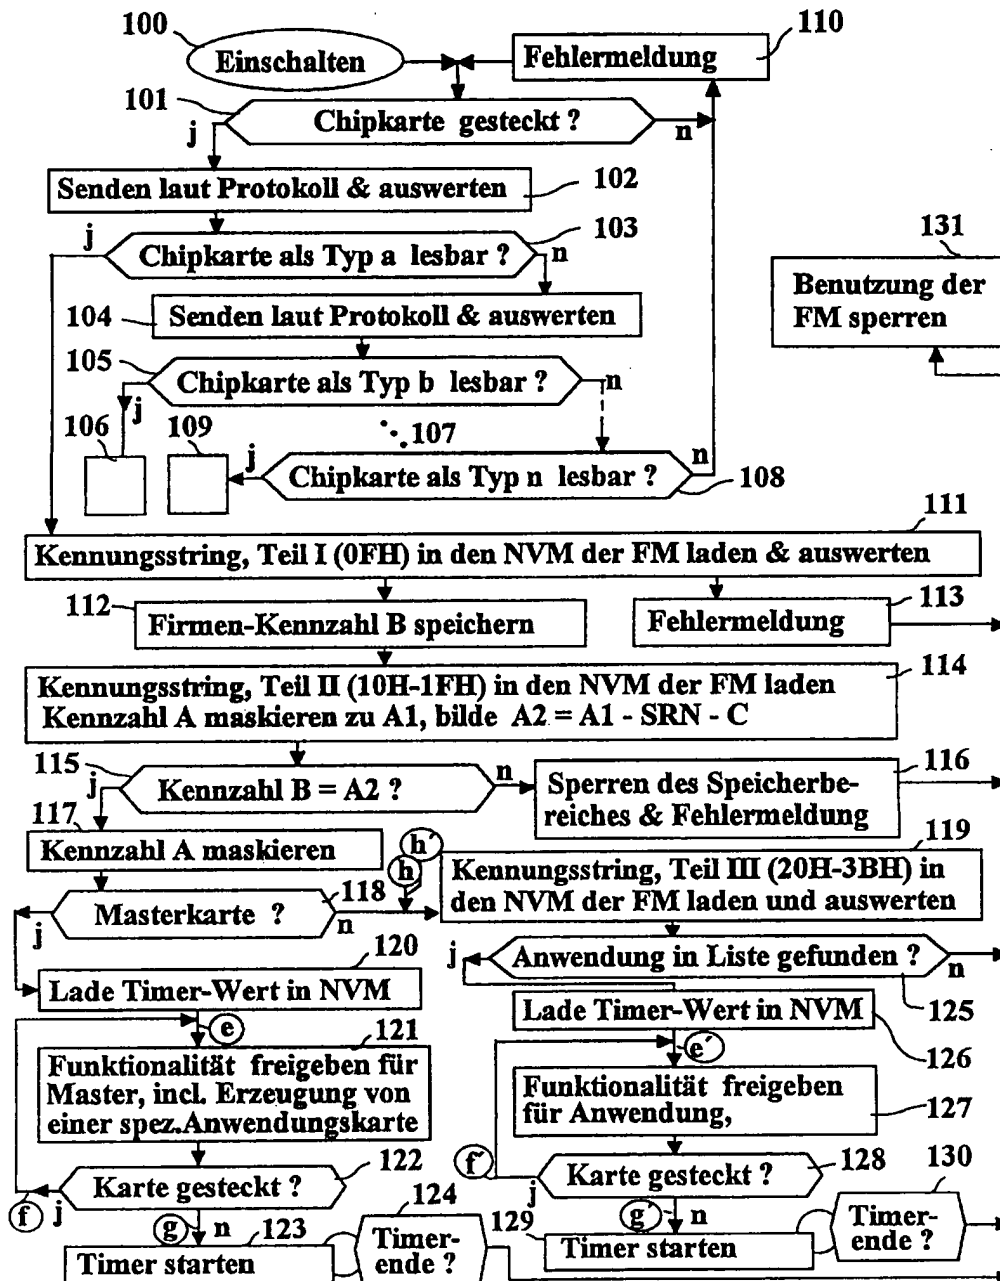 100
110
Einschalten
Fehlermeldung
101
Chipkarte gesteckt ?
j
n
Senden laut Protokoll & auswerten
102
103
j
Chipkarte als Typ a lesbar ?
n
131
Benutzung der
FM sperren
104
Senden laut Protokoll & auswerten
105
Chipkarte als Typ b lesbar ?
n
j
106
109
107
j
Chipkarte als Typ n lesbar ?
n
108
111
Kennungsstring, Teil I (0FH) in den NVM der FM laden & auswerten
112
Firmen-Kennzahl B speichern
Fehlermeldung
113
114
Kennungsstring, Teil II (10H-1FH) in den NVM der FM laden
Kennzahl A maskieren zu A1, bilde A2 = A1 - SRN - C
115
j
Kennzahl B = A2 ?
n
116
Sperren des Speicherbe-
reiches & Fehlermeldung
117
Kennzahl A maskieren
h´
h
119
Kennungsstring, Teil III (20H-3BH) in
den NVM der FM laden und auswerten
118
Masterkarte ?
j
n
j
Anwendung in Liste gefunden ?
n
125
120
Lade Timer-Wert in NVM
Lade Timer-Wert in NVM
126
e
e´
121
Funktionalität freigeben für
Master, incl. Erzeugung von
einer spez.Anwendungskarte
Funktionalität freigeben
für Anwendung,
127
122
Karte gesteckt ?
f
j
g
n
f´
Karte gesteckt ?
128
j
g´
n
123
Timer starten
124
Timer-
ende ?
129
Timer starten
130
Timer-
ende ?